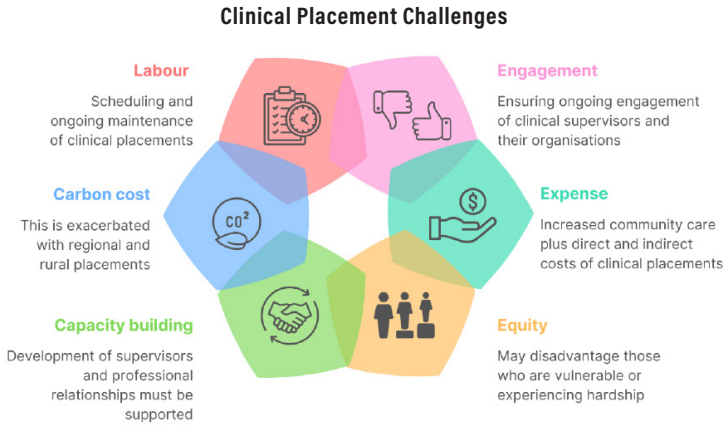 Clinical Placement Challenges
Labour
Scheduling and
ongoing maintenance
of clinical placements
Engagement
Ensuring ongoing engagement
of clinical supervisors and
their organisations
Carbon cost
This is exacerbated
with regional and
rural placements
CO²
$
Expense
Increased community care
plus direct and indirect
costs of clinical placements
Capacity building
Development of supervisors
and professional
relationships must be
supported
Equity
May disadvantage those
who are vulnerable or
experiencing hardship